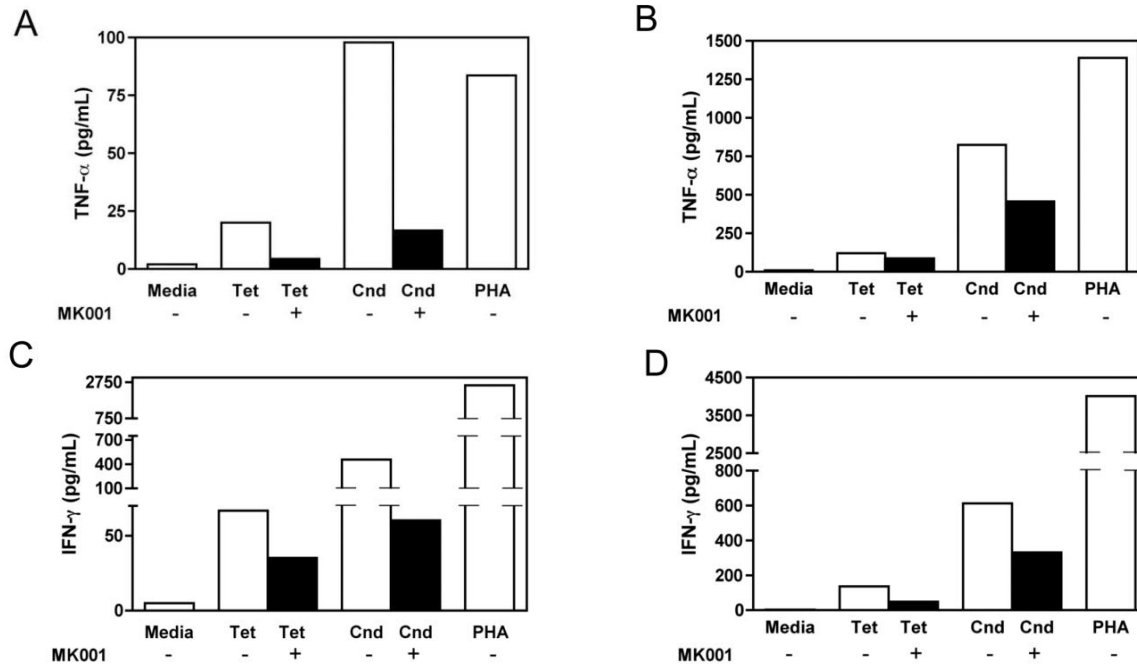 A
TNF-α (pg/mL)
100
75
50
25
0
Media Tet Tet Cnd Cnd PHA
MK001 - - + - + -
B
TNF-α (pg/mL)
1500
1250
1000
750
500
250
0
Media Tet Tet Cnd Cnd PHA
MK001 - - + - + -
C
IFN-γ (pg/mL)
2750
750
700
400
100
50
0
Media Tet Tet Cnd Cnd PHA
MK001 - - + - + -
D
IFN-γ (pg/mL)
4500
3500
2500
800
600
400
200
0
Media Tet Tet Cnd Cnd PHA
MK001 - - + - + -